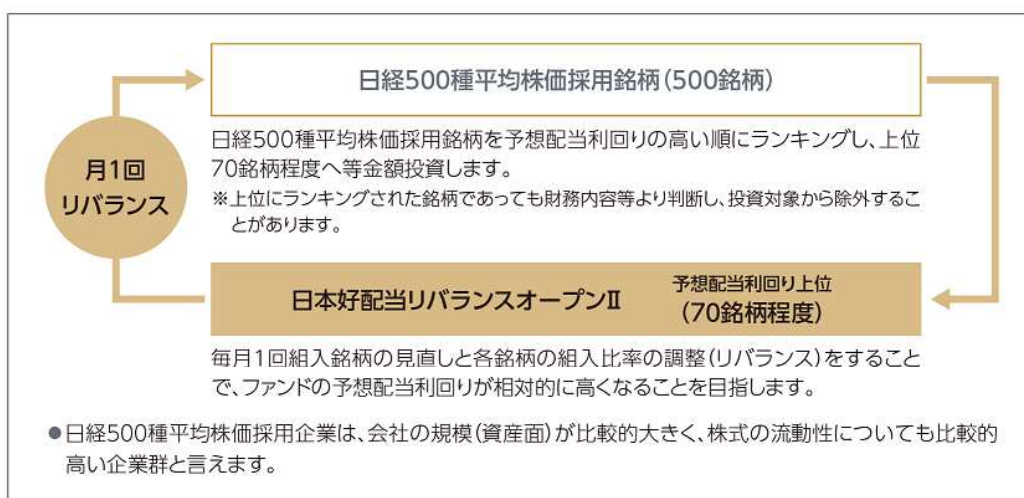 日経500種平均株価採用銘柄(500銘柄)
日経500種平均株価採用銘柄を予想配当利回りの高い順にランキングし、上位
70銘柄程度へ等金額投資します。
※上位にランキングされた銘柄であっても財務内容等より判断し、投資対象から除外するこ
とがあります。
月1回
リバランス
日本好配当リバランスオープンⅡ
予想配当利回り上位
(70銘柄程度)
毎月1回組入銘柄の見直しと各銘柄の組入比率の調整(リバランス)をすること
で、ファンドの予想配当利回りが相対的に高くなることを目指します。
●日経500種平均株価採用企業は、会社の規模(資産面)が比較的大きく、株式の流動性についても比較的
高い企業群と言えます。